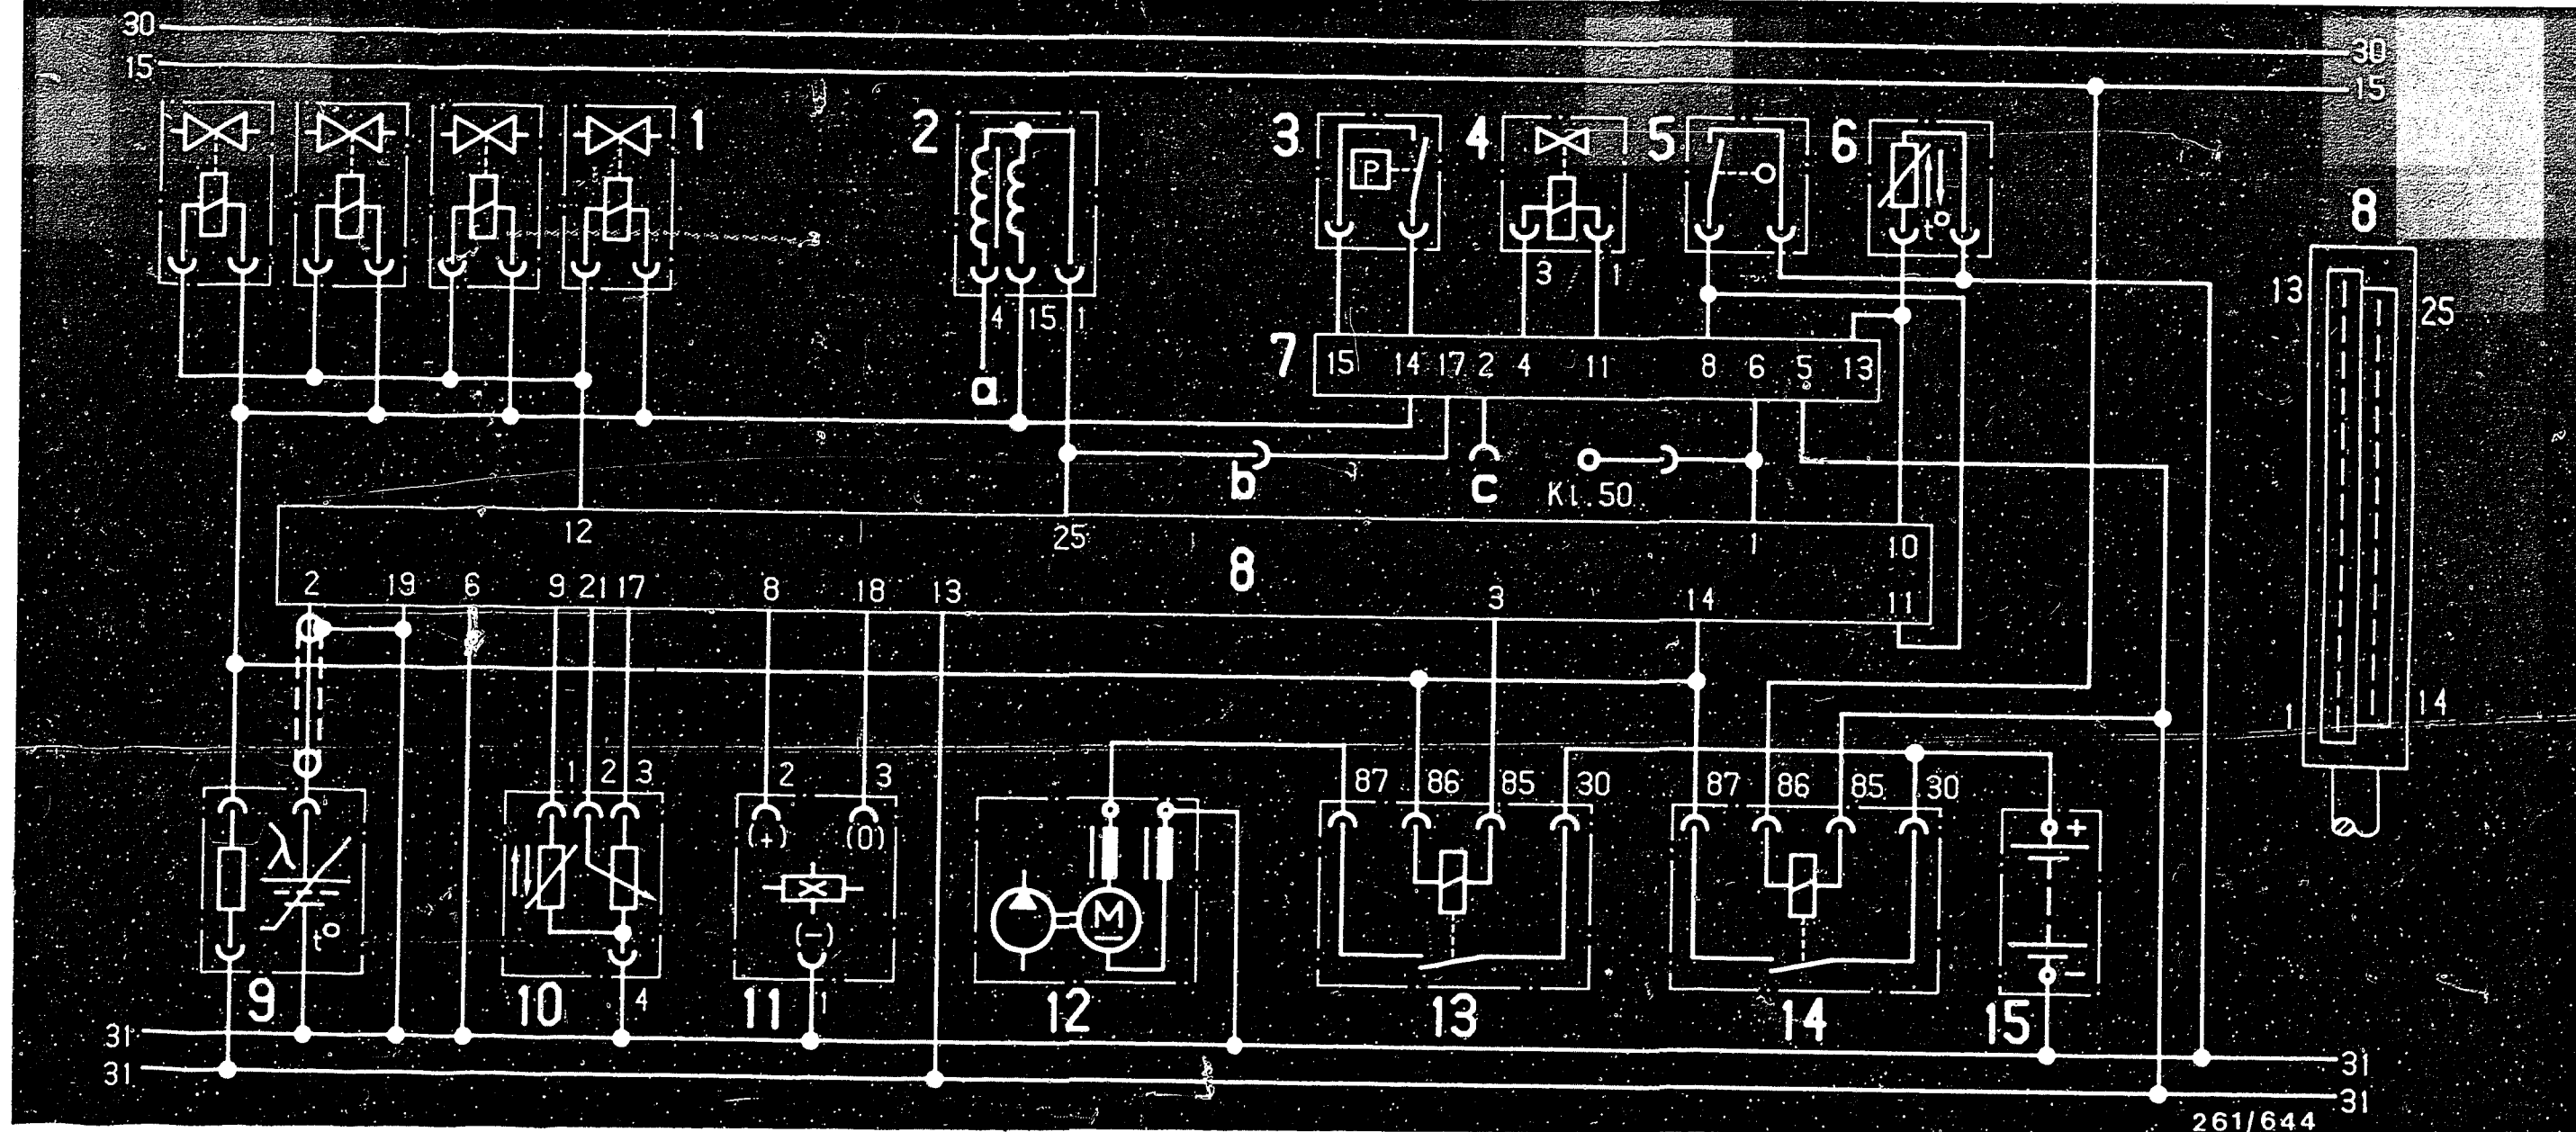 30 30
15 15
1 2 3 4 5 6
P
t°
3 1
8
13 25
4 15 1
7 15 14 17 2 4 11 8 6 5 13
a
b c Kl. 50
12 25 1 10
8
2 19 6 9 21 17 8 18 13 3 14 11
1 14
1 2 3 2 3 87 86 85 30 87 86 85 30
(+) (0) +
λ
M
t° (-) -
9 10 4 11 1 12 13 14 15
31 31
31 31
261/644